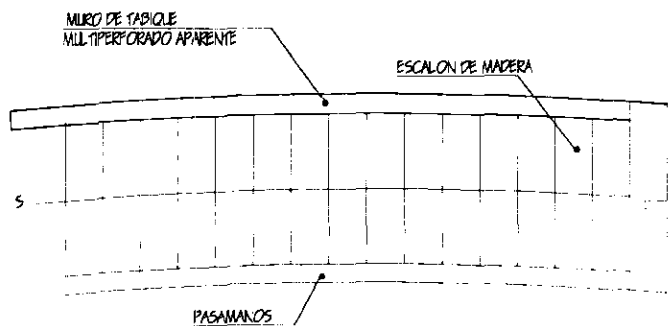 MURO DE TABIQUE
MULTIPERFORADO APARENTE
ESCALON DE MADERA
S
PASAMANOS